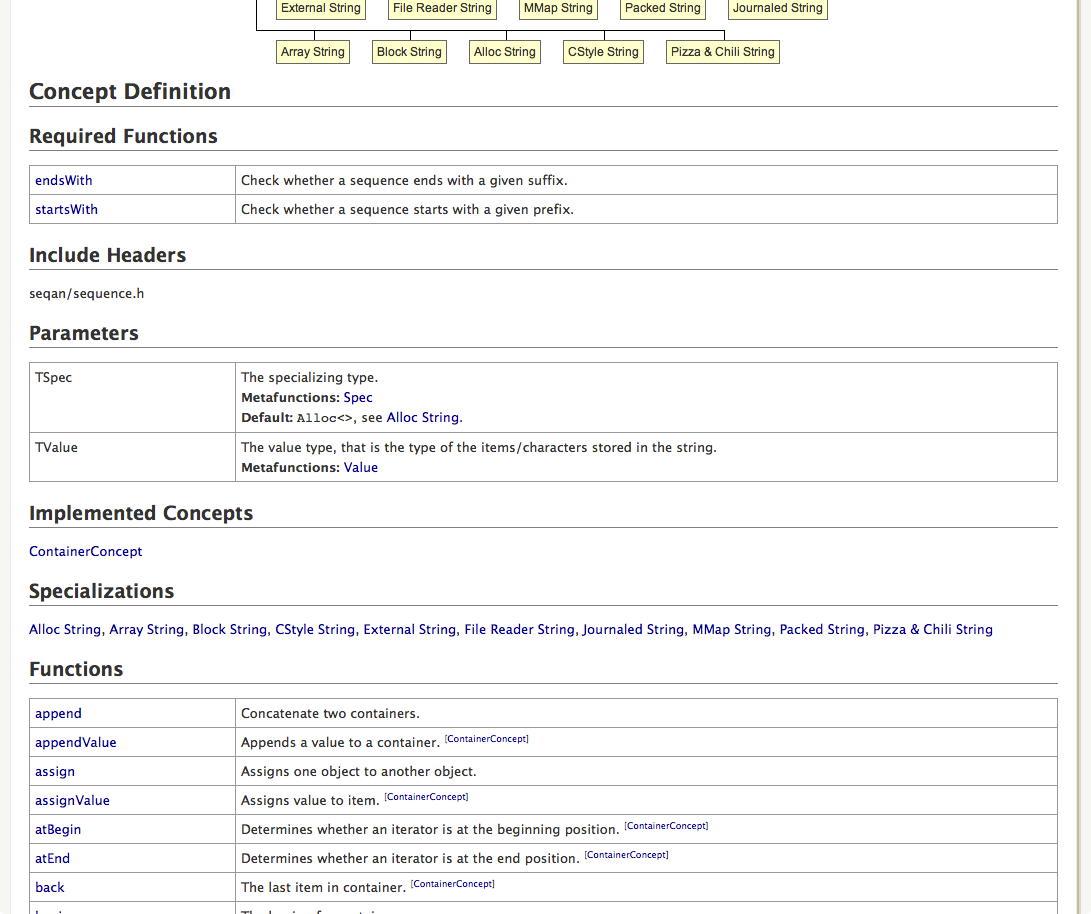 External String File Reader String MMap String Packed String Journaled String
Array String Block String Alloc String CStyle String Pizza & Chili String
Concept Definition
Required Functions
endsWith Check whether a sequence ends with a given suffix.
startsWith Check whether a sequence starts with a given prefix.
Include Headers
seqan/sequence.h
Parameters
TSpec The specializing type.
Metafunctions: Spec
Default: Alloc<>, see Alloc String.
TValue The value type, that is the type of the items/characters stored in the string.
Metafunctions: Value
Implemented Concepts
ContainerConcept
Specializations
Alloc String, Array String, Block String, CStyle String, External String, File Reader String, Journaled String, MMap String, Packed String, Pizza & Chili String
Functions
append Concatenate two containers.
appendValue Appends a value to a container. [ContainerConcept]
assign Assigns one object to another object.
assignValue Assigns value to item. [ContainerConcept]
atBegin Determines whether an iterator is at the beginning position. [ContainerConcept]
atEnd Determines whether an iterator is at the end position. [ContainerConcept]
back The last item in container. [ContainerConcept]